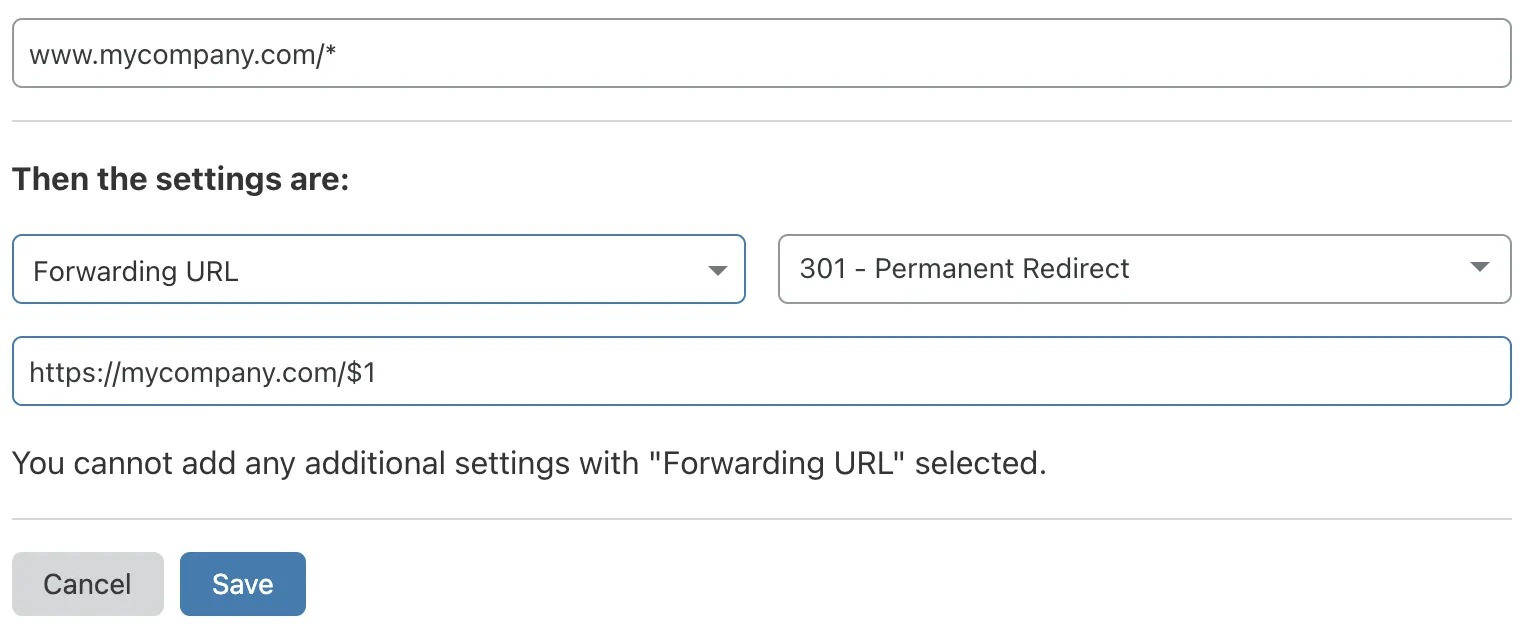 www.mycompany.com/*
Then the settings are:
Forwarding URL
301 - Permanent Redirect
https://mycompany.com/$1
You cannot add any additional settings with "Forwarding URL" selected.
Cancel
Save